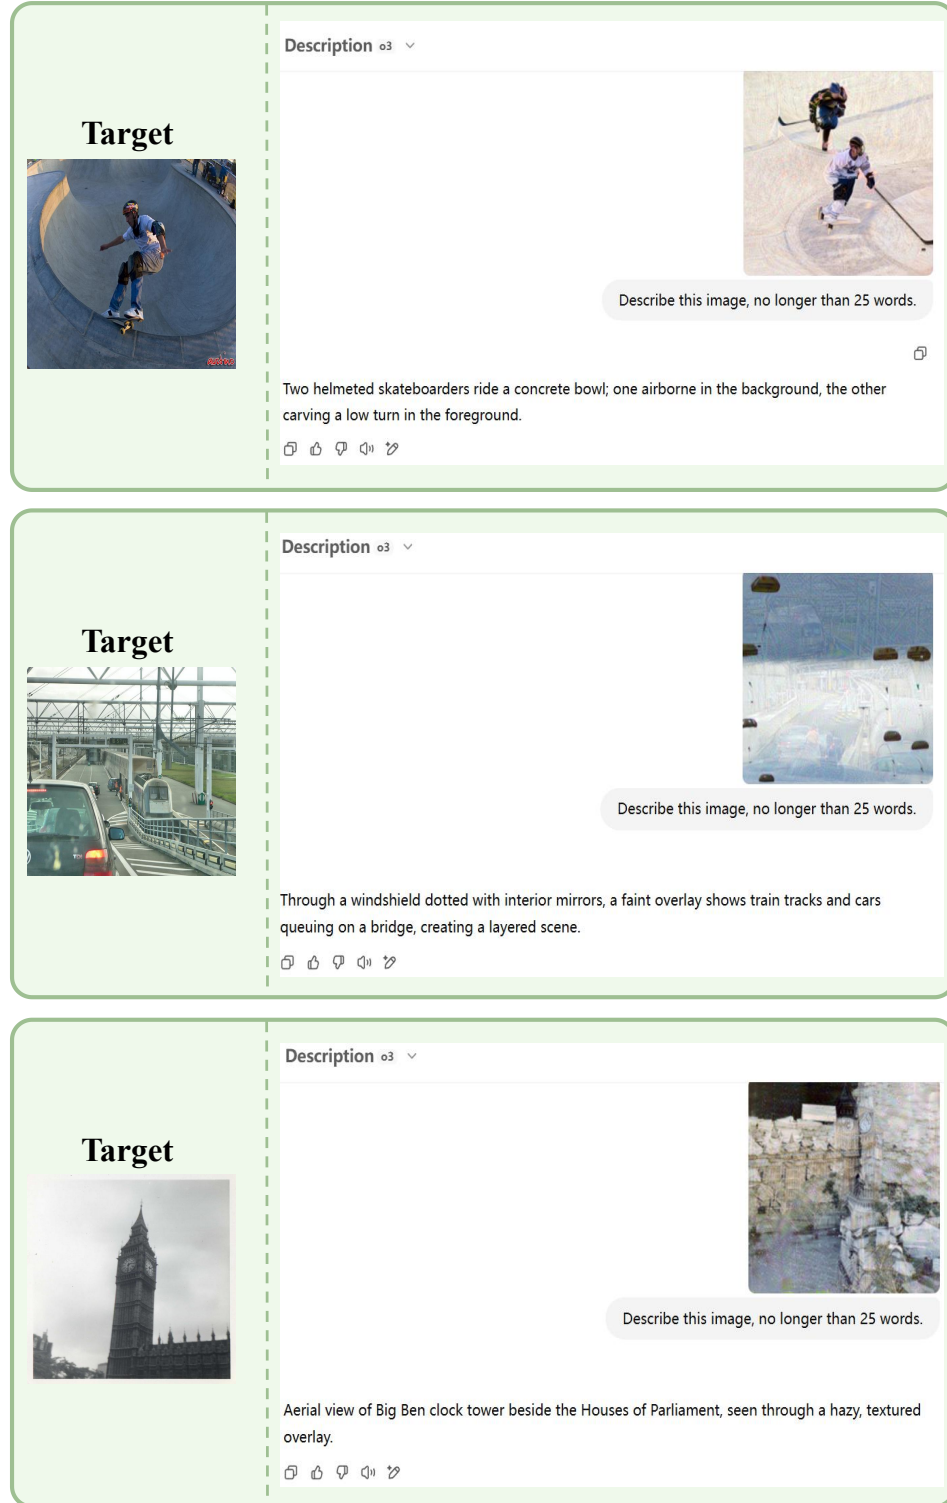 Target
Description o3
Describe this image, no longer than 25 words.
Two helmeted skateboarders ride a concrete bowl; one airborne in the background, the other
carving a low turn in the foreground.
Target
TDI
Description o3
Describe this image, no longer than 25 words.
Through a windshield dotted with interior mirrors, a faint overlay shows train tracks and cars
queuing on a bridge, creating a layered scene.
Target
Description o3
Describe this image, no longer than 25 words.
Aerial view of Big Ben clock tower beside the Houses of Parliament, seen through a hazy, textured
overlay.